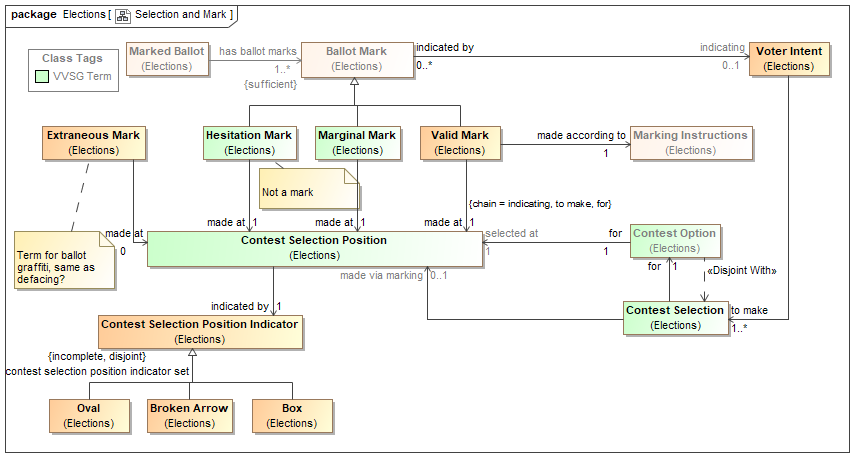 package Elections [ Selection and Mark ]
Class Tags
VVSG Term
Marked Ballot
(Elections)
has ballot marks
1..*
{sufficient}
Ballot Mark
(Elections)
indicated by
0..*
indicating
0..1
Voter Intent
(Elections)
Extraneous Mark
(Elections)
Hesitation Mark
(Elections)
Marginal Mark
(Elections)
Valid Mark
(Elections)
made according to
1
Marking Instructions
(Elections)
Not a mark
{chain = indicating, to make, for}
made at
0
made at
1
made at
1
made at
1
Term for ballot
graffiti, same as
defacing?
Contest Selection Position
(Elections)
selected at
1
for
1
Contest Option
(Elections)
made via marking
0..1
for
1
«Disjoint With»
Contest Selection
(Elections)
to make
1..*
indicated by
1
Contest Selection Position Indicator
(Elections)
{incomplete, disjoint}
contest selection position indicator set
Oval
(Elections)
Broken Arrow
(Elections)
Box
(Elections)